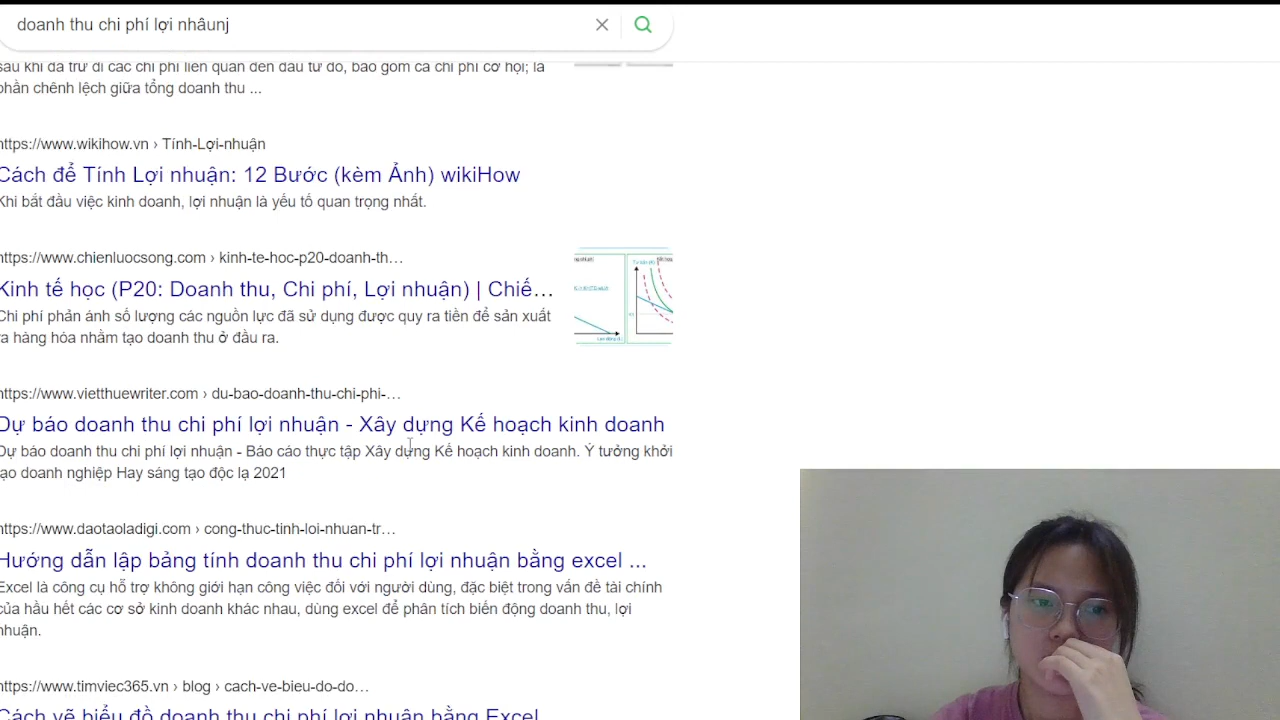 doanh thu chi phí lợi nhâunj
sau khi đã trừ đi các chi phí liên quan đến đầu tư đó, bao gồm cả chi phí cơ hội; là
phần chênh lệch giữa tổng doanh thu ...
https://www.wikihow.vn › Tính-Lợi-nhuận
Cách để Tính Lợi nhuận: 12 Bước (kèm Ảnh) wikiHow
Khi bắt đầu việc kinh doanh, lợi nhuận là yếu tố quan trọng nhất.
https://www.chienluocsong.com › kinh-te-hoc-p20-doanh-th...
Kinh tế học (P20: Doanh thu, Chi phí, Lợi nhuận) | Chiế...
Chi phí phản ánh số lượng các nguồn lực đã sử dụng được quy ra tiền để sản xuất
ra hàng hóa nhằm tạo doanh thu ở đầu ra.
https://www.vietthuewriter.com › du-bao-doanh-thu-chi-phi-...
Dự báo doanh thu chi phí lợi nhuận - Xây dựng Kế hoạch kinh doanh
Dự báo doanh thu chi phí lợi nhuận - Báo cáo thực tập Xây dựng Kế hoạch kinh doanh. Ý tưởng khởi
tạo doanh nghiệp Hay sáng tạo độc lạ 2021
https://www.daotaoladigi.com › cong-thuc-tinh-loi-nhuan-tr...
Hướng dẫn lập bảng tính doanh thu chi phí lợi nhuận bằng excel ...
Excel là công cụ hỗ trợ không giới hạn công việc đối với người dùng, đặc biệt trong vấn đề tài chính
của hầu hết các cơ sở kinh doanh khác nhau, dùng excel để phân tích biến động doanh thu, lợi
nhuận.
https://www.timviec365.vn › blog › cach-ve-bieu-do-do...
Cách vẽ biểu đồ doanh thu chi phí lợi nhuận bằng Excel